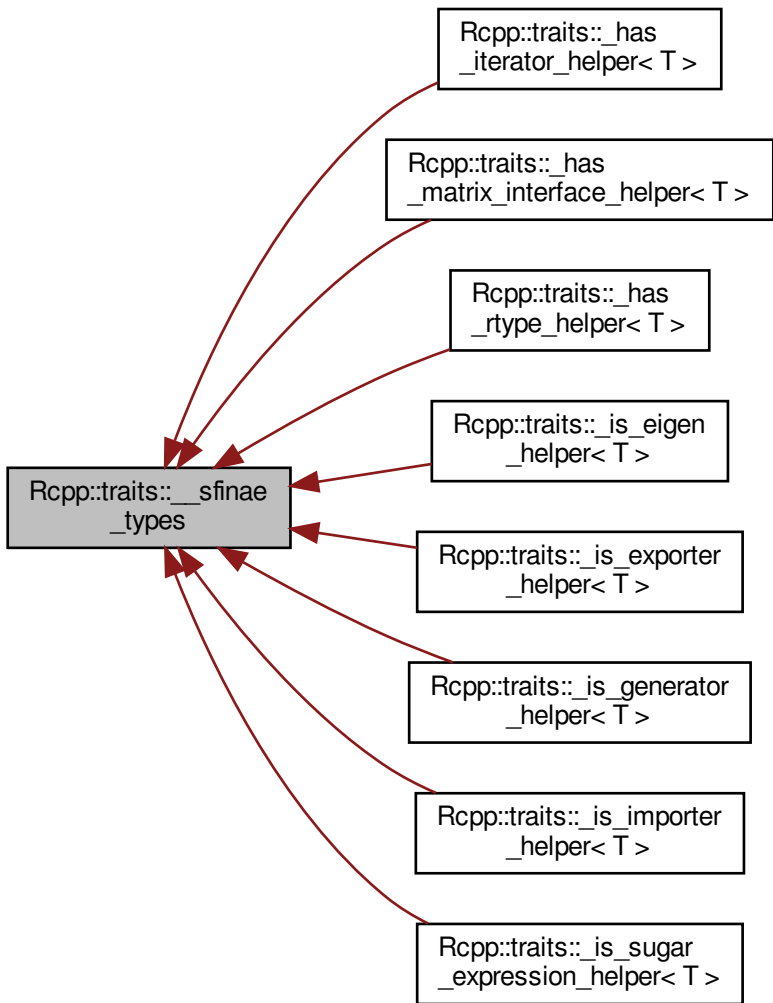 Rcpp::traits::_has
_iterator_helper< T >
Rcpp::traits::_has
_matrix_interface_helper< T >
Rcpp::traits::_has
_rtype_helper< T >
Rcpp::traits::_is_eigen
_helper< T >
Rcpp::traits::__sfinae
_types
Rcpp::traits::_is_exporter
_helper< T >
Rcpp::traits::_is_generator
_helper< T >
Rcpp::traits::_is_importer
_helper< T >
Rcpp::traits::_is_sugar
_expression_helper< T >